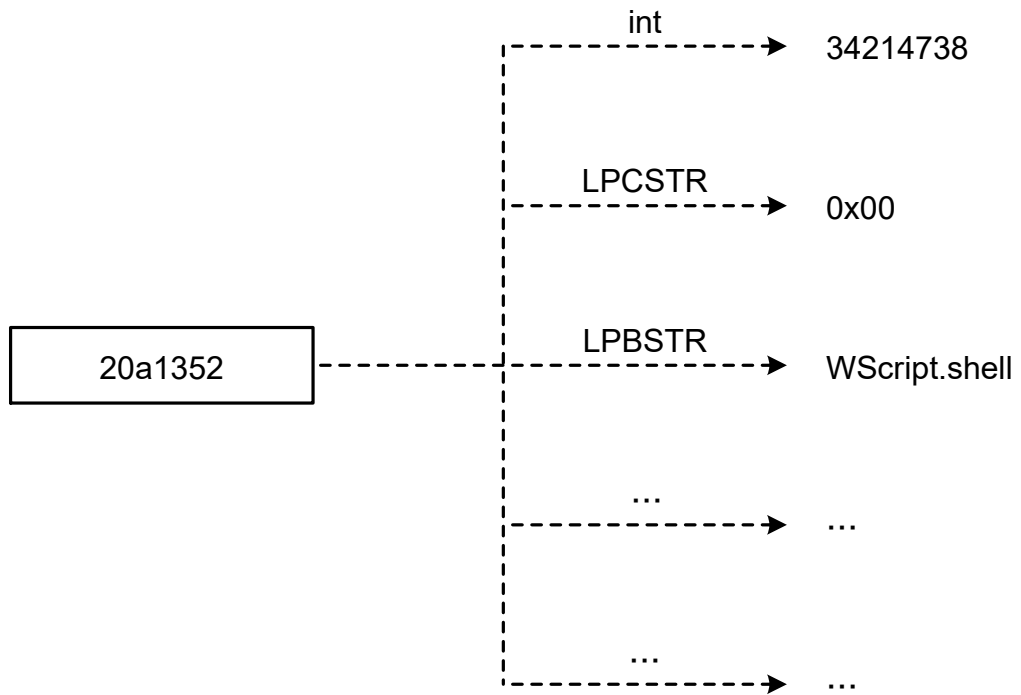 int
34214738
LPCSTR
0x00
20a1352
LPBSTR
WScript.shell
...
...
...
...